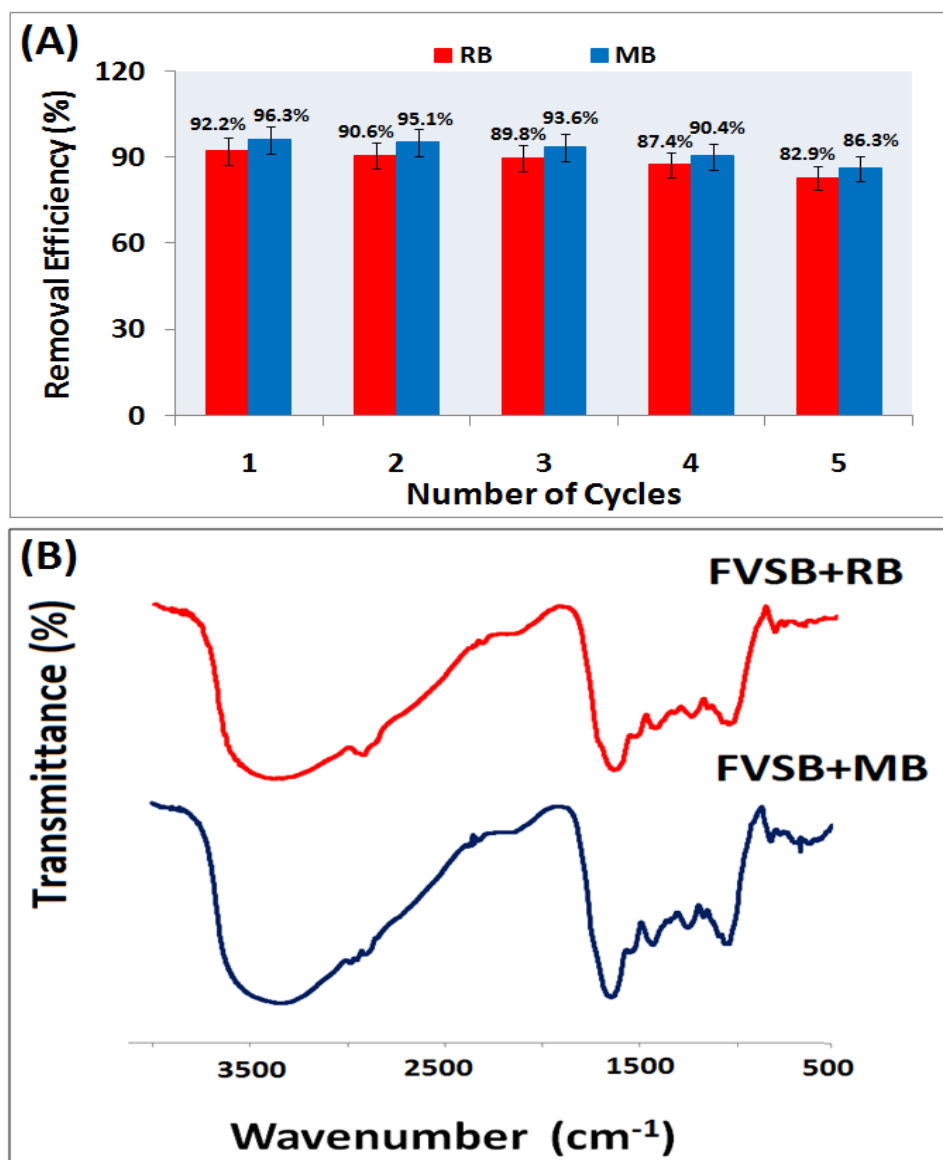 (A)
RB MB
Removal Efficiency (%)
120
90
60
30
0
92.2% 96.3% 90.6% 95.1% 89.8% 93.6% 87.4% 90.4% 82.9% 86.3%
1 2 3 4 5
Number of Cycles
(B)
FVSB+RB
FVSB+MB
Transmittance (%)
3500 2500 1500 500
Wavenumber (cm⁻¹)